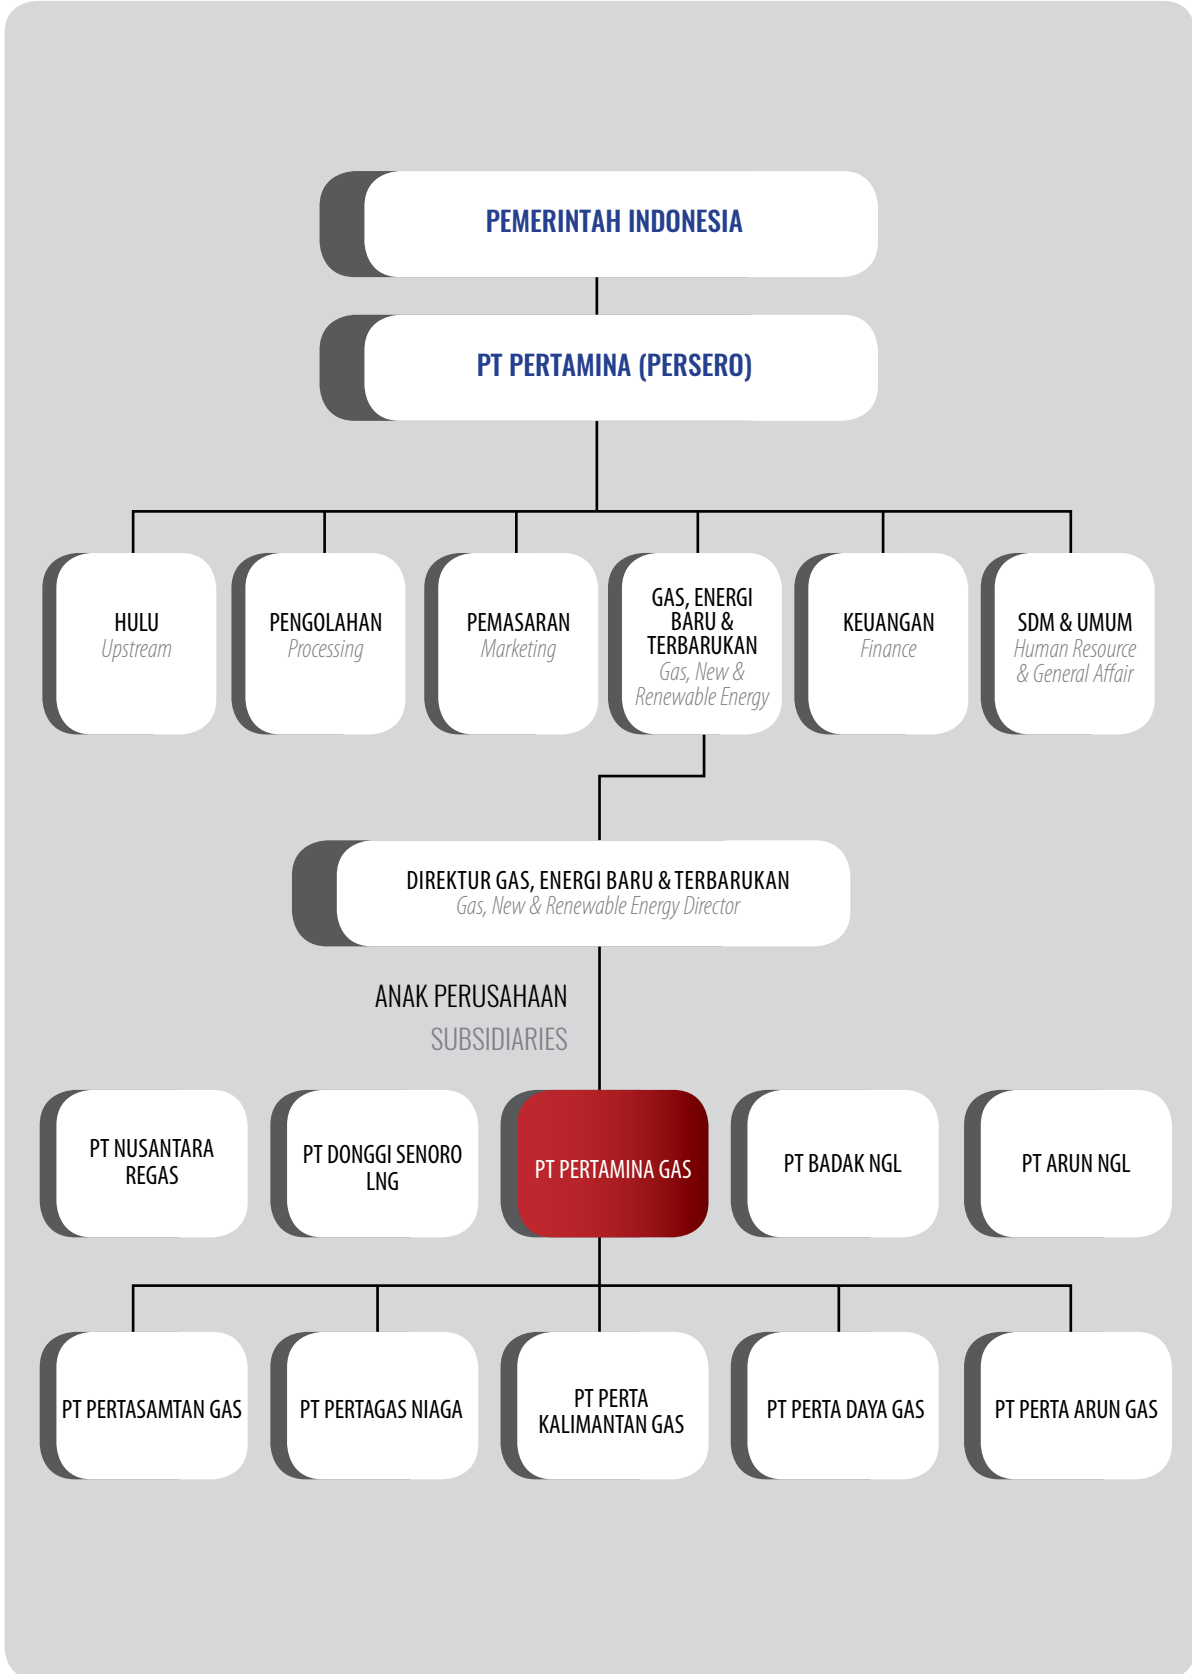 PEMERINTAH INDONESIA
PT PERTAMINA (PERSERO)
HULU
Upstream
PENGOLAHAN
Processing
PEMASARAN
Marketing
GAS, ENERGI
BARU &
TERBARUKAN
Gas, New &
Renewable Energy
KEUANGAN
Finance
SDM & UMUM
Human Resource
& General Affair
DIREKTUR GAS, ENERGI BARU & TERBARUKAN
Gas, New & Renewable Energy Director
ANAK PERUSAHAAN
SUBSIDIARIES
PT NUSANTARA
REGAS
PT DONGGI SENORO
LNG
PT PERTAMINA GAS
PT BADAK NGL
PT ARUN NGL
PT PERTASAMTAN GAS
PT PERTAGAS NIAGA
PT PERTA
KALIMANTAN GAS
PT PERTA DAYA GAS
PT PERTA ARUN GAS